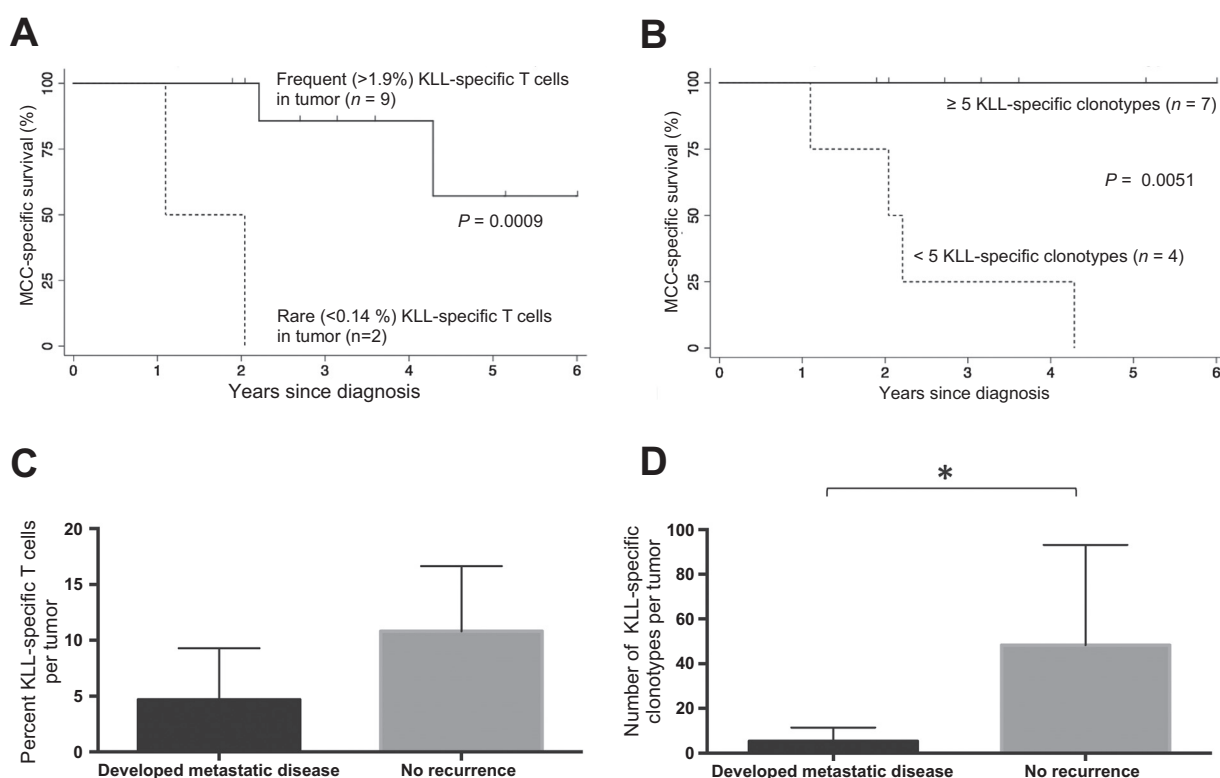 A
MCC-specific survival (%)
100
75
50
25
0
Frequent (>1.9%) KLL-specific T cells
in tumor (n = 9)
P = 0.0009
Rare (<0.14 %) KLL-specific T cells
in tumor (n=2)
0 1 2 3 4 5 6
Years since diagnosis
B
MCC-specific survival (%)
100
75
50
25
0
≥ 5 KLL-specific clonotypes (n = 7)
P = 0.0051
< 5 KLL-specific clonotypes (n = 4)
0 1 2 3 4 5 6
Years since diagnosis
C
Percent KLL-specific T cells
per tumor
20
15
10
5
0
Developed metastatic disease No recurrence
D
*
Number of KLL-specific
clonotypes per tumor
100
80
60
40
20
0
Developed metastatic disease No recurrence